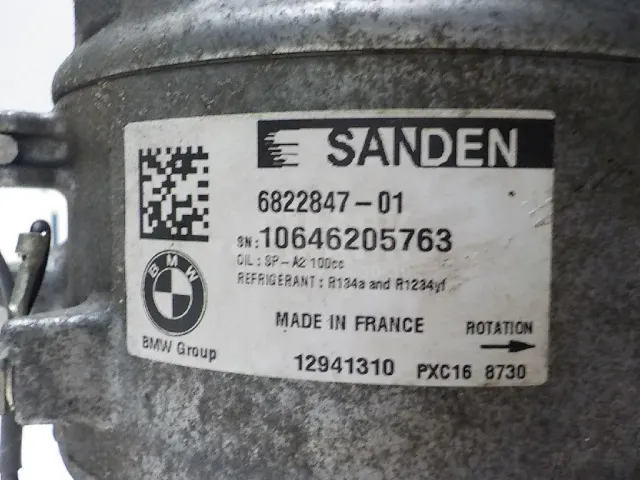 SANDEN
6822847-01
SN:10646205763
OIL: SP-A2 100cc
REFRIGERANT: R134a and R1234yf
BMW
BMW Group
MADE IN FRANCE
ROTATION
12941310 PXC16 8730